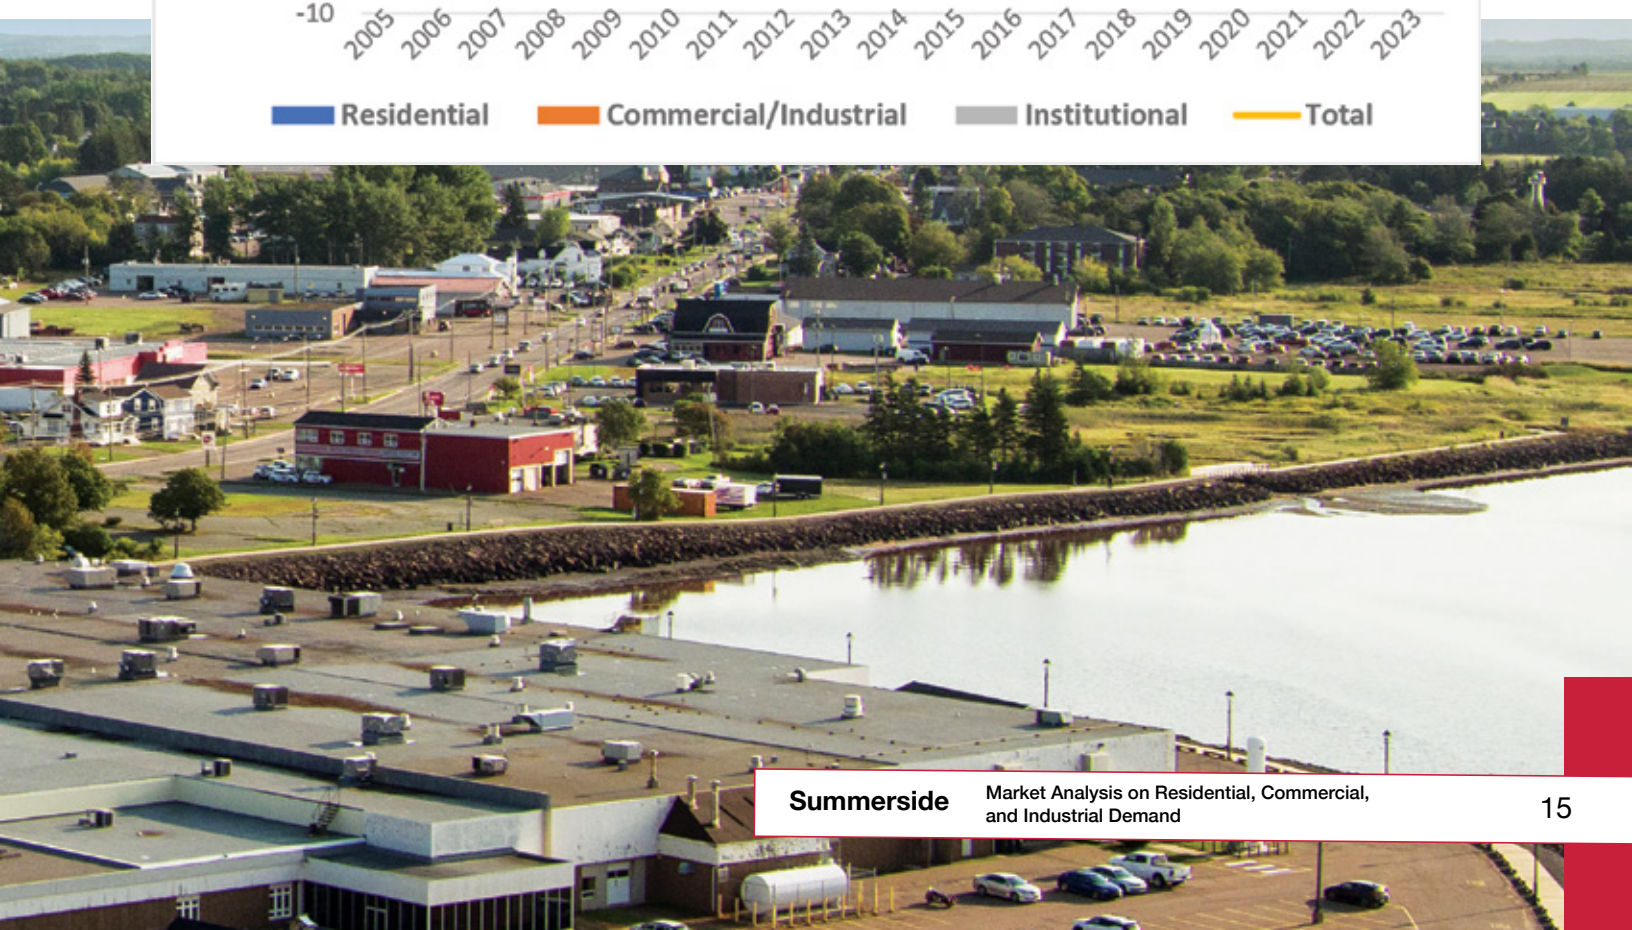 -10
2005 2006 2007 2008 2009 2010 2011 2012 2013 2014 2015 2016 2017 2018 2019 2020 2021 2022 2023
Residential Commercial/Industrial Institutional Total
Summerside
Market Analysis on Residential, Commercial,
and Industrial Demand
15